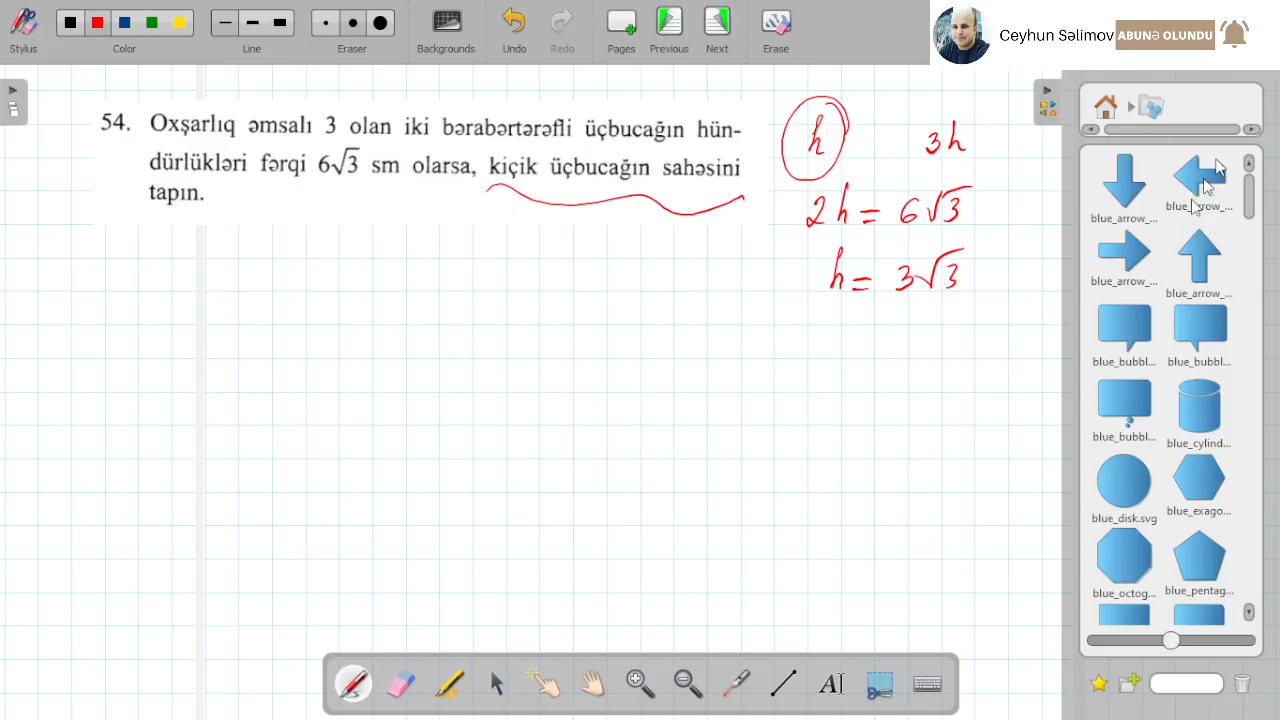 Stylus
Color
Line
Eraser
Backgrounds
Undo
Redo
Pages
Previous
Next
Erase
Ceyhun Səlimov
ABUNƏ OLUNDU
54. Oxşarlıq əmsalı 3 olan iki bərabərtərəfli üçbucağın hün-
dürlükləri fərqi 6√3 sm olarsa, kiçik üçbucağın sahəsini
tapın.
h 3h
2h = 6√3
h = 3√3
blue_arrow_...
blue_arrow_...
blue_arrow_...
blue_arrow_...
blue_bubbl...
blue_bubbl...
blue_bubbl...
blue_cylind...
blue_disk.svg
blue_exago...
blue_octog...
blue_pentag...
AI